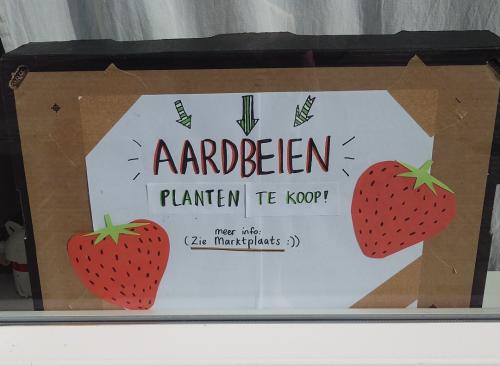 AARDBEIEN
PLANTEN TE KOOP!
meer info:
(Zie Marktplaats :))